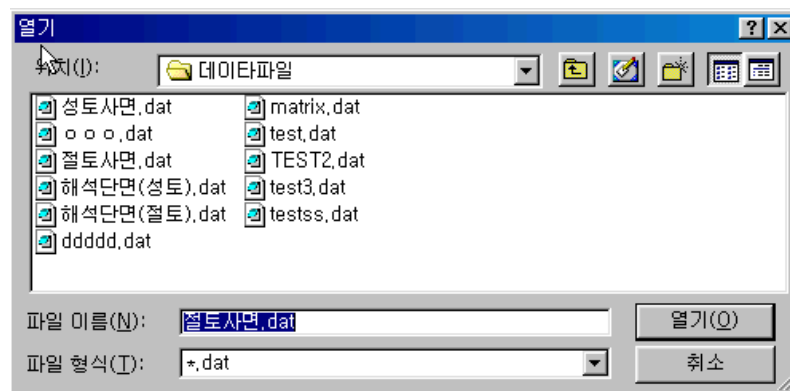 열기
위치(I): 데이타파일
성토사면.dat matrix.dat
ㅇㅇㅇ.dat test.dat
절토사면.dat TEST2.dat
해석단면(성토).dat test3.dat
해석단면(절토).dat testss.dat
ddddd.dat
파일 이름(N): 절토사면.dat 열기(O)
파일 형식(T): *.dat 취소